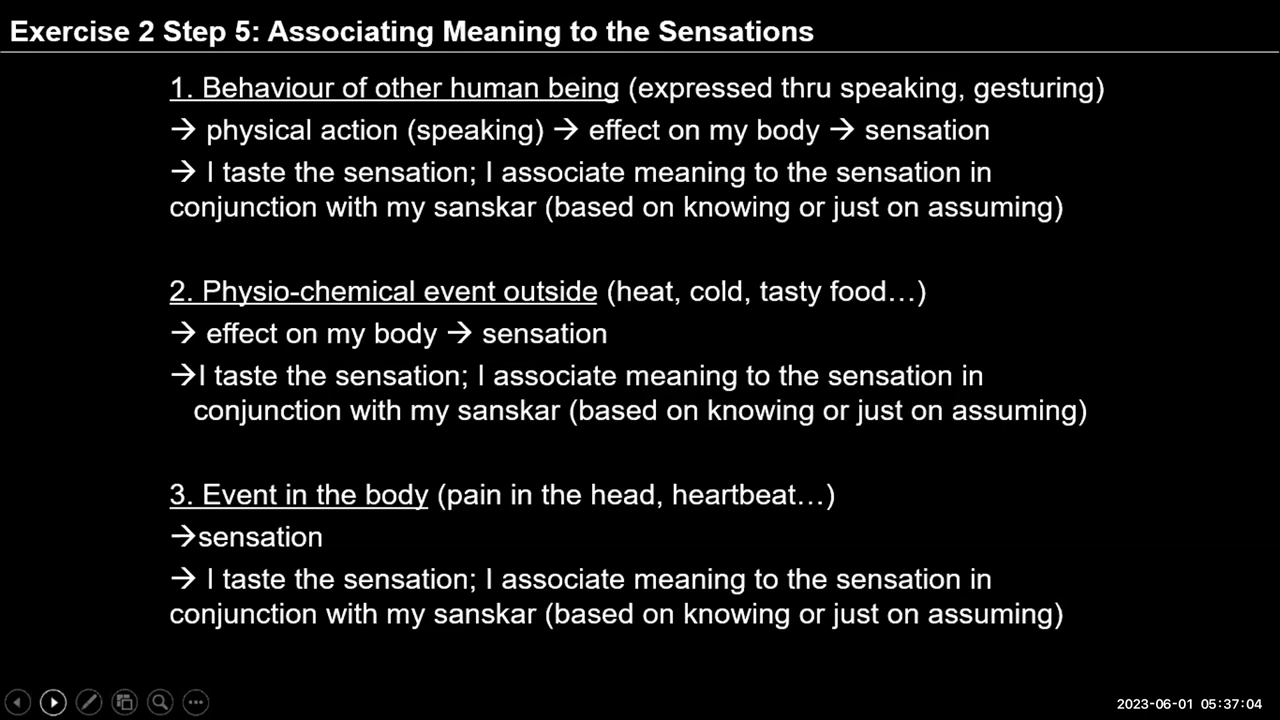 Exercise 2 Step 5: Associating Meaning to the Sensations
1. Behaviour of other human being (expressed thru speaking, gesturing)
→ physical action (speaking) → effect on my body → sensation
→ I taste the sensation; I associate meaning to the sensation in
conjunction with my sanskar (based on knowing or just on assuming)
2. Physio-chemical event outside (heat, cold, tasty food…)
→ effect on my body → sensation
→I taste the sensation; I associate meaning to the sensation in
conjunction with my sanskar (based on knowing or just on assuming)
3. Event in the body (pain in the head, heartbeat…)
→sensation
→ I taste the sensation; I associate meaning to the sensation in
conjunction with my sanskar (based on knowing or just on assuming)
2023-06-01 05:37:04